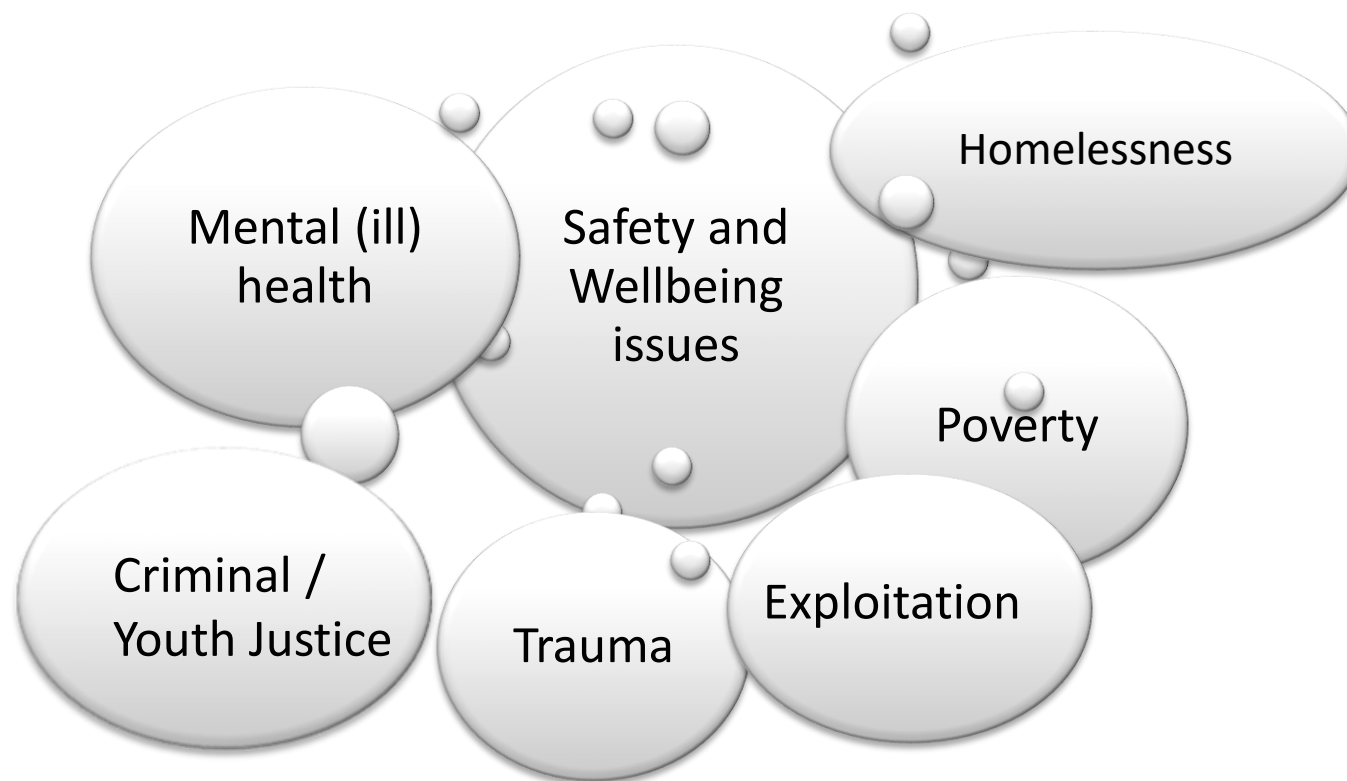 Mental (ill)
health
Safety and
Wellbeing
issues
Homelessness
Poverty
Criminal /
Youth Justice
Trauma
Exploitation